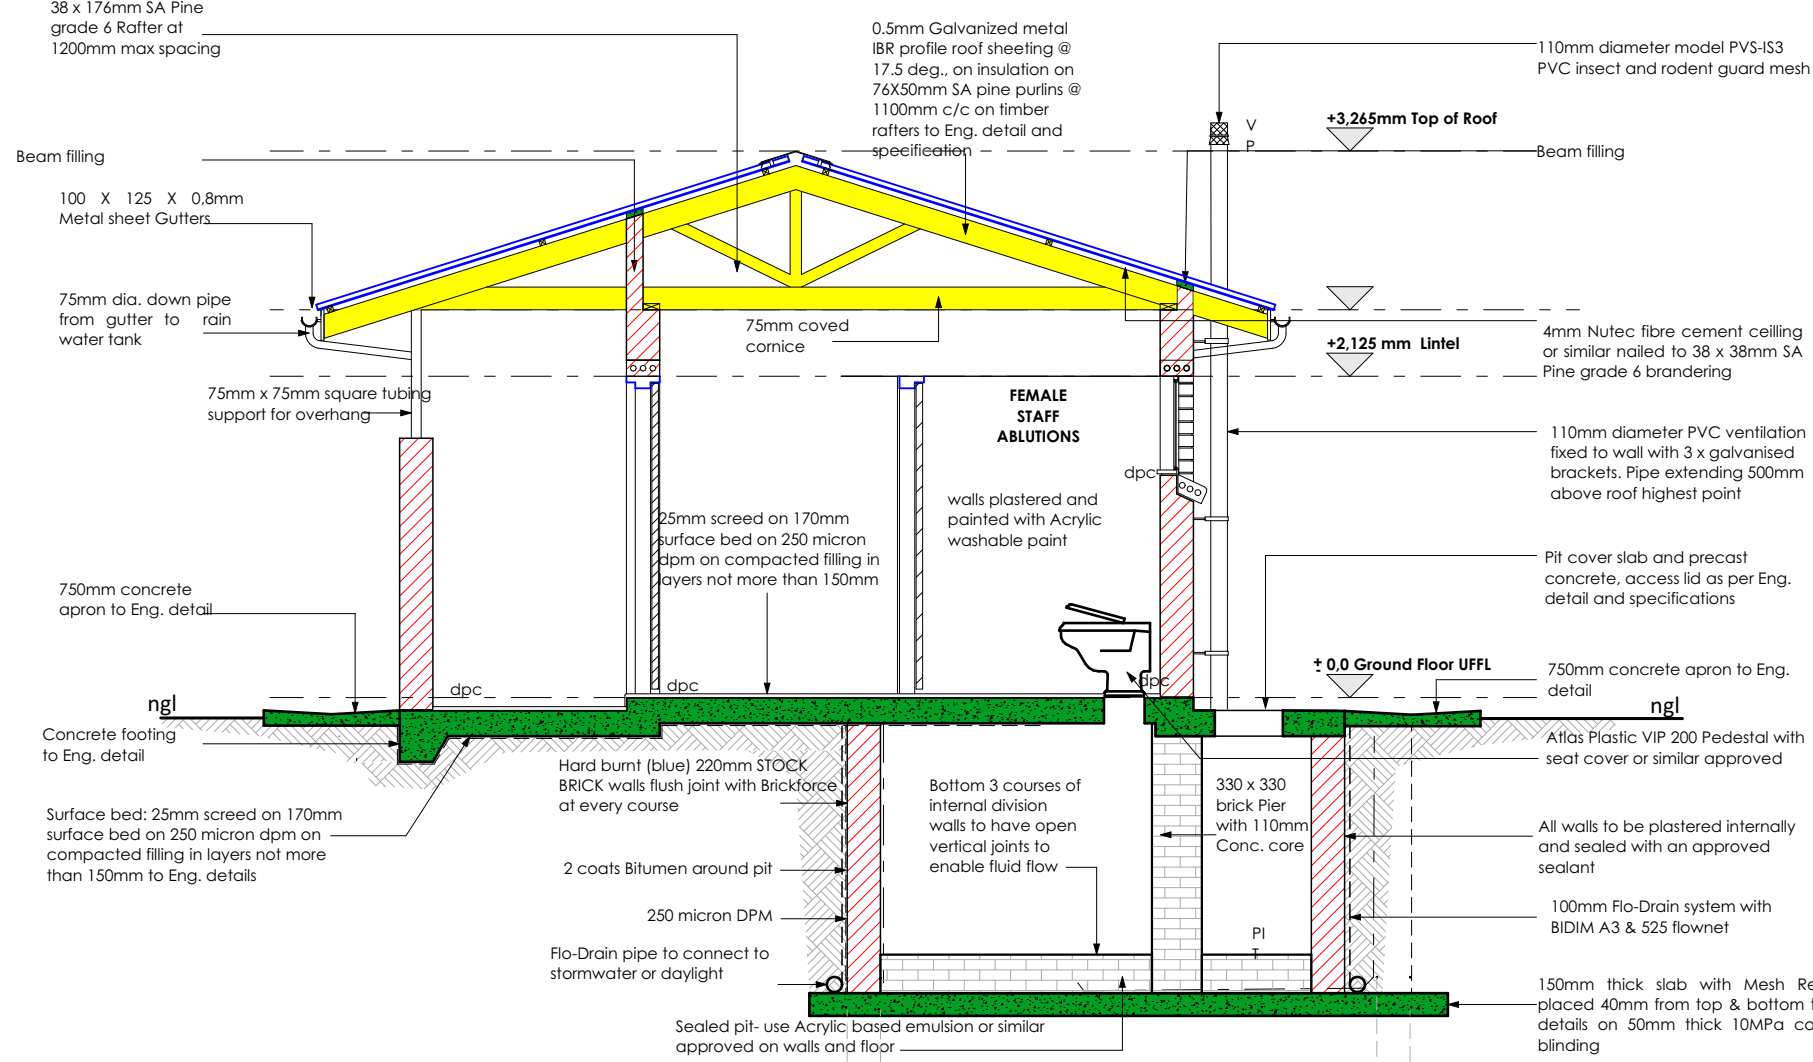 38 x 176mm SA Pine
grade 6 Rafter at
1200mm max spacing
0.5mm Galvanized metal
IBR profile roof sheeting @
17.5 deg., on insulation on
76X50mm SA pine purlins @
1100mm c/c on timber
rafters to Eng. detail and
specification
110mm diameter model PVS-IS3
PVC insect and rodent guard mesh
V
P
+3,265mm Top of Roof
Beam filling
Beam filling
100 X 125 X 0,8mm
Metal sheet Gutters
75mm dia. down pipe
from gutter to rain
water tank
75mm coved
cornice
4mm Nutec fibre cement ceilling
or similar nailed to 38 x 38mm SA
Pine grade 6 brandering
+2,125 mm Lintel
75mm x 75mm square tubing
support for overhang
FEMALE
STAFF
ABLUTIONS
110mm diameter PVC ventilation
fixed to wall with 3 x galvanised
brackets. Pipe extending 500mm
above roof highest point
dpc
walls plastered and
painted with Acrylic
washable paint
25mm screed on 170mm
surface bed on 250 micron
dpm on compacted filling in
layers not more than 150mm
Pit cover slab and precast
concrete, access lid as per Eng.
detail and specifications
750mm concrete
apron to Eng. detail
± 0,0 Ground Floor UFFL
750mm concrete apron to Eng.
detail
dpc
dpc
dpc
ngl
ngl
Concrete footing
to Eng. detail
Atlas Plastic VIP 200 Pedestal with
seat cover or similar approved
Hard burnt (blue) 220mm STOCK
BRICK walls flush joint with Brickforce
at every course
Bottom 3 courses of
internal division
walls to have open
vertical joints to
enable fluid flow
330 x 330
brick Pier
with 110mm
Conc. core
Surface bed: 25mm screed on 170mm
surface bed on 250 micron dpm on
compacted filling in layers not more
than 150mm to Eng. details
All walls to be plastered internally
and sealed with an approved
sealant
2 coats Bitumen around pit
250 micron DPM
100mm Flo-Drain system with
BIDIM A3 & 525 flownet
PI
T
Flo-Drain pipe to connect to
stormwater or daylight
150mm thick slab with Mesh Re
placed 40mm from top & bottom
details on 50mm thick 10MPa
blinding
Sealed pit- use Acrylic based emulsion or similar
approved on walls and floor